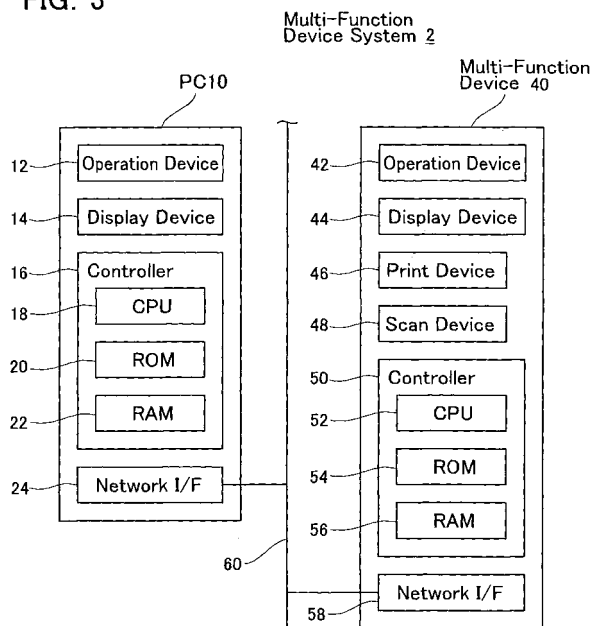 FIG. 3
Multi-Function
Device System 2
PC10
12
Operation Device
14
Display Device
16
Controller
18
CPU
20
ROM
22
RAM
24
Network I/F
60
Multi-Function
Device 40
42
Operation Device
44
Display Device
46
Print Device
48
Scan Device
50
Controller
52
CPU
54
ROM
56
RAM
58
Network I/F